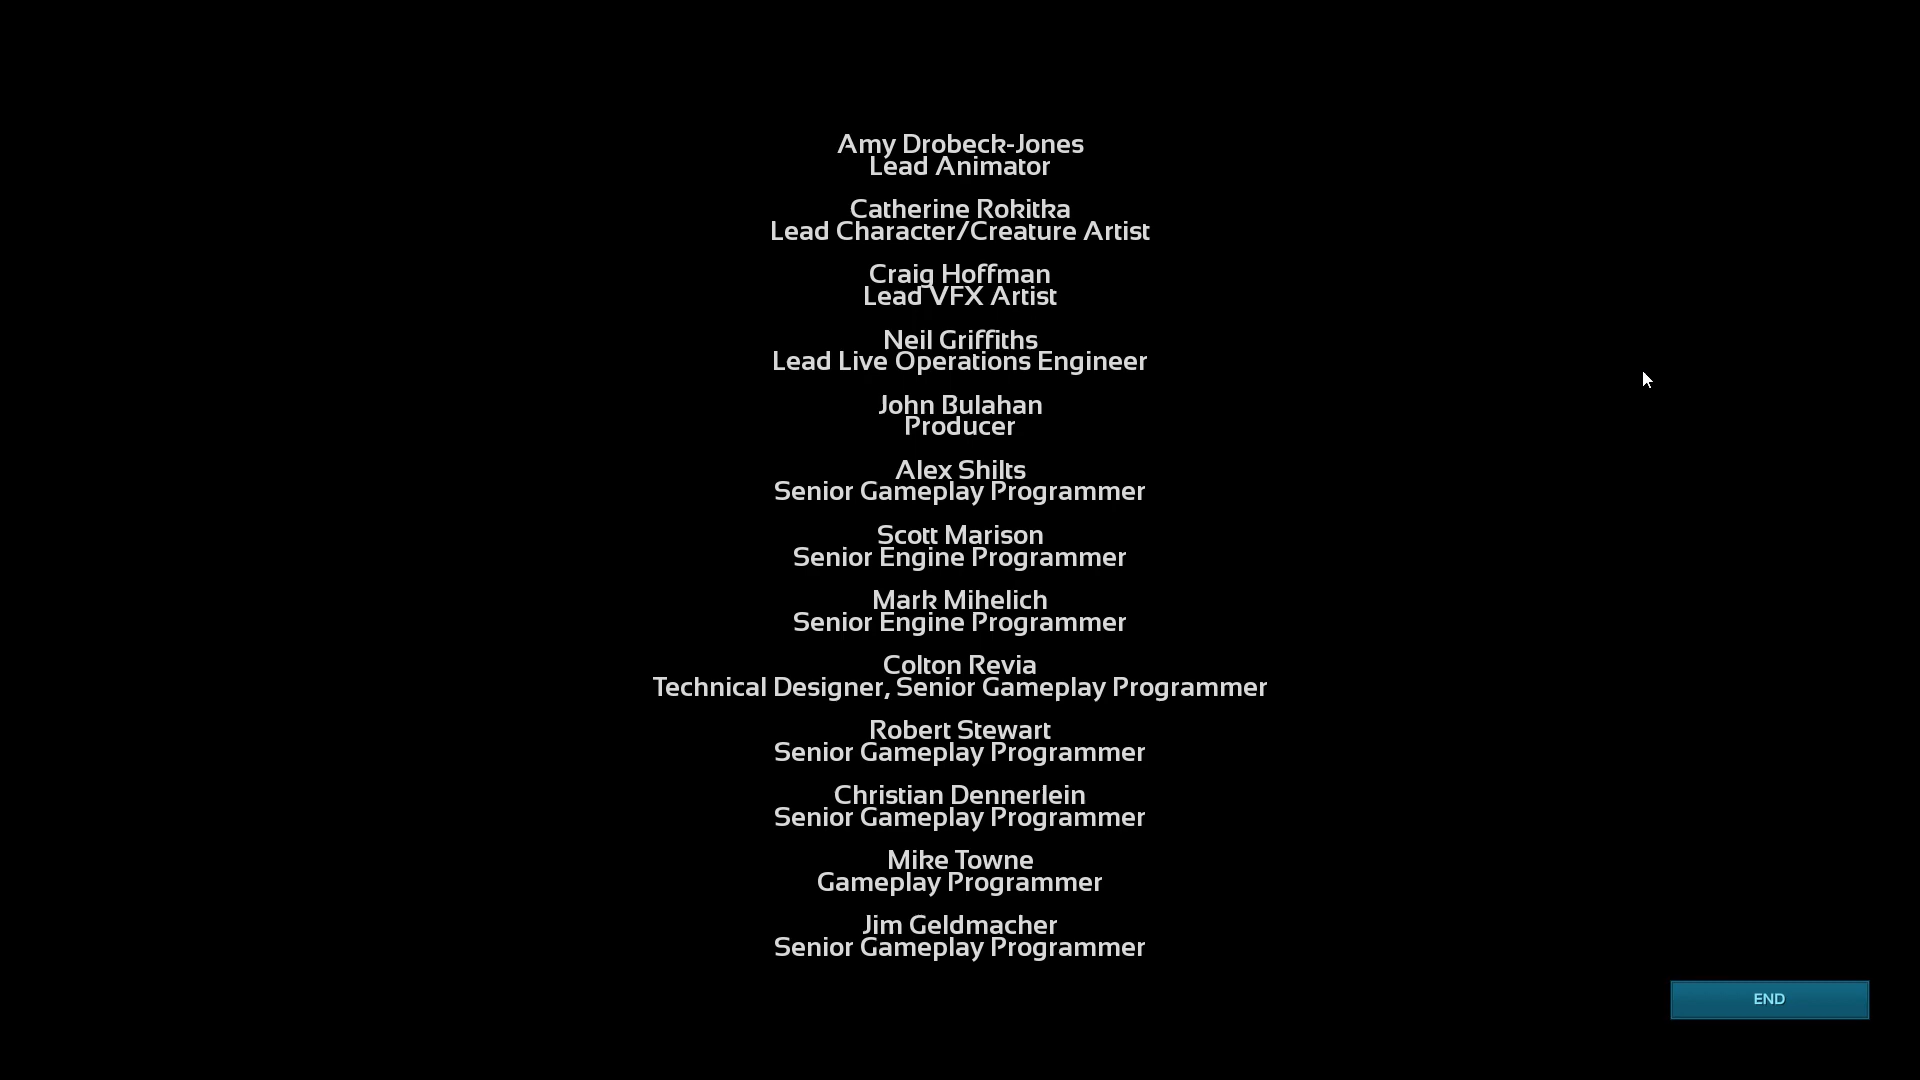 Amy Drobeck-Jones
Lead Animator
Catherine Rokitka
Lead Character/Creature Artist
Craig Hoffman
Lead VFX Artist
Neil Griffiths
Lead Live Operations Engineer
John Bulahan
Producer
Alex Shilts
Senior Gameplay Programmer
Scott Marison
Senior Engine Programmer
Mark Mihelich
Senior Engine Programmer
Colton Revia
Technical Designer, Senior Gameplay Programmer
Robert Stewart
Senior Gameplay Programmer
Christian Dennerlein
Senior Gameplay Programmer
Mike Towne
Gameplay Programmer
Jim Geldmacher
Senior Gameplay Programmer
END